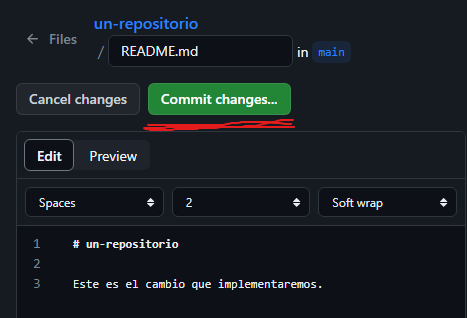 un-repositorio
Files
/ README.md in main
Cancel changes Commit changes...
Edit Preview
Spaces 2 Soft wrap
1 # un-repositorio
2
3 Este es el cambio que implementaremos.